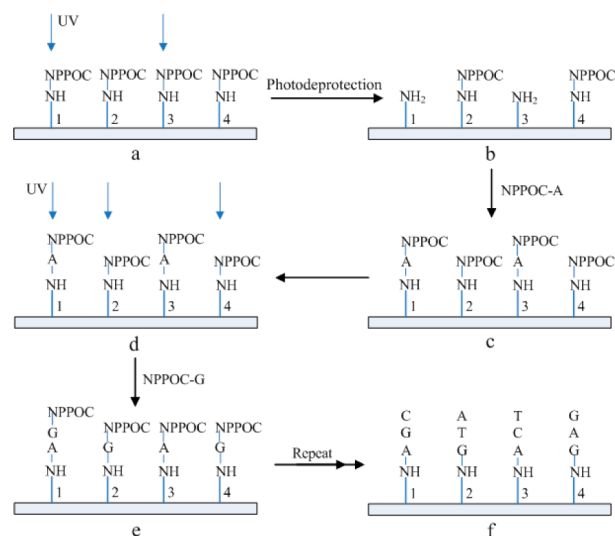 UV
NPPOC NPPOC NPPOC NPPOC
NH NH NH NH
1 2 3 4
a
Photodeprotection
NPPOC NPPOC
NH₂ NH NH₂ NH
1 2 3 4
b
NPPOC-A
NPPOC NPPOC
A NPPOC A NPPOC
NH NH NH NH
1 2 3 4
c
UV
NPPOC NPPOC
A NPPOC A NPPOC
NH NH NH NH
1 2 3 4
d
NPPOC-G
NPPOC
G NPPOC NPPOC NPPOC
A G A G
NH NH NH NH
1 2 3 4
e
Repeat
C A T G
G T C A
A G A G
NH NH NH NH
1 2 3 4
f